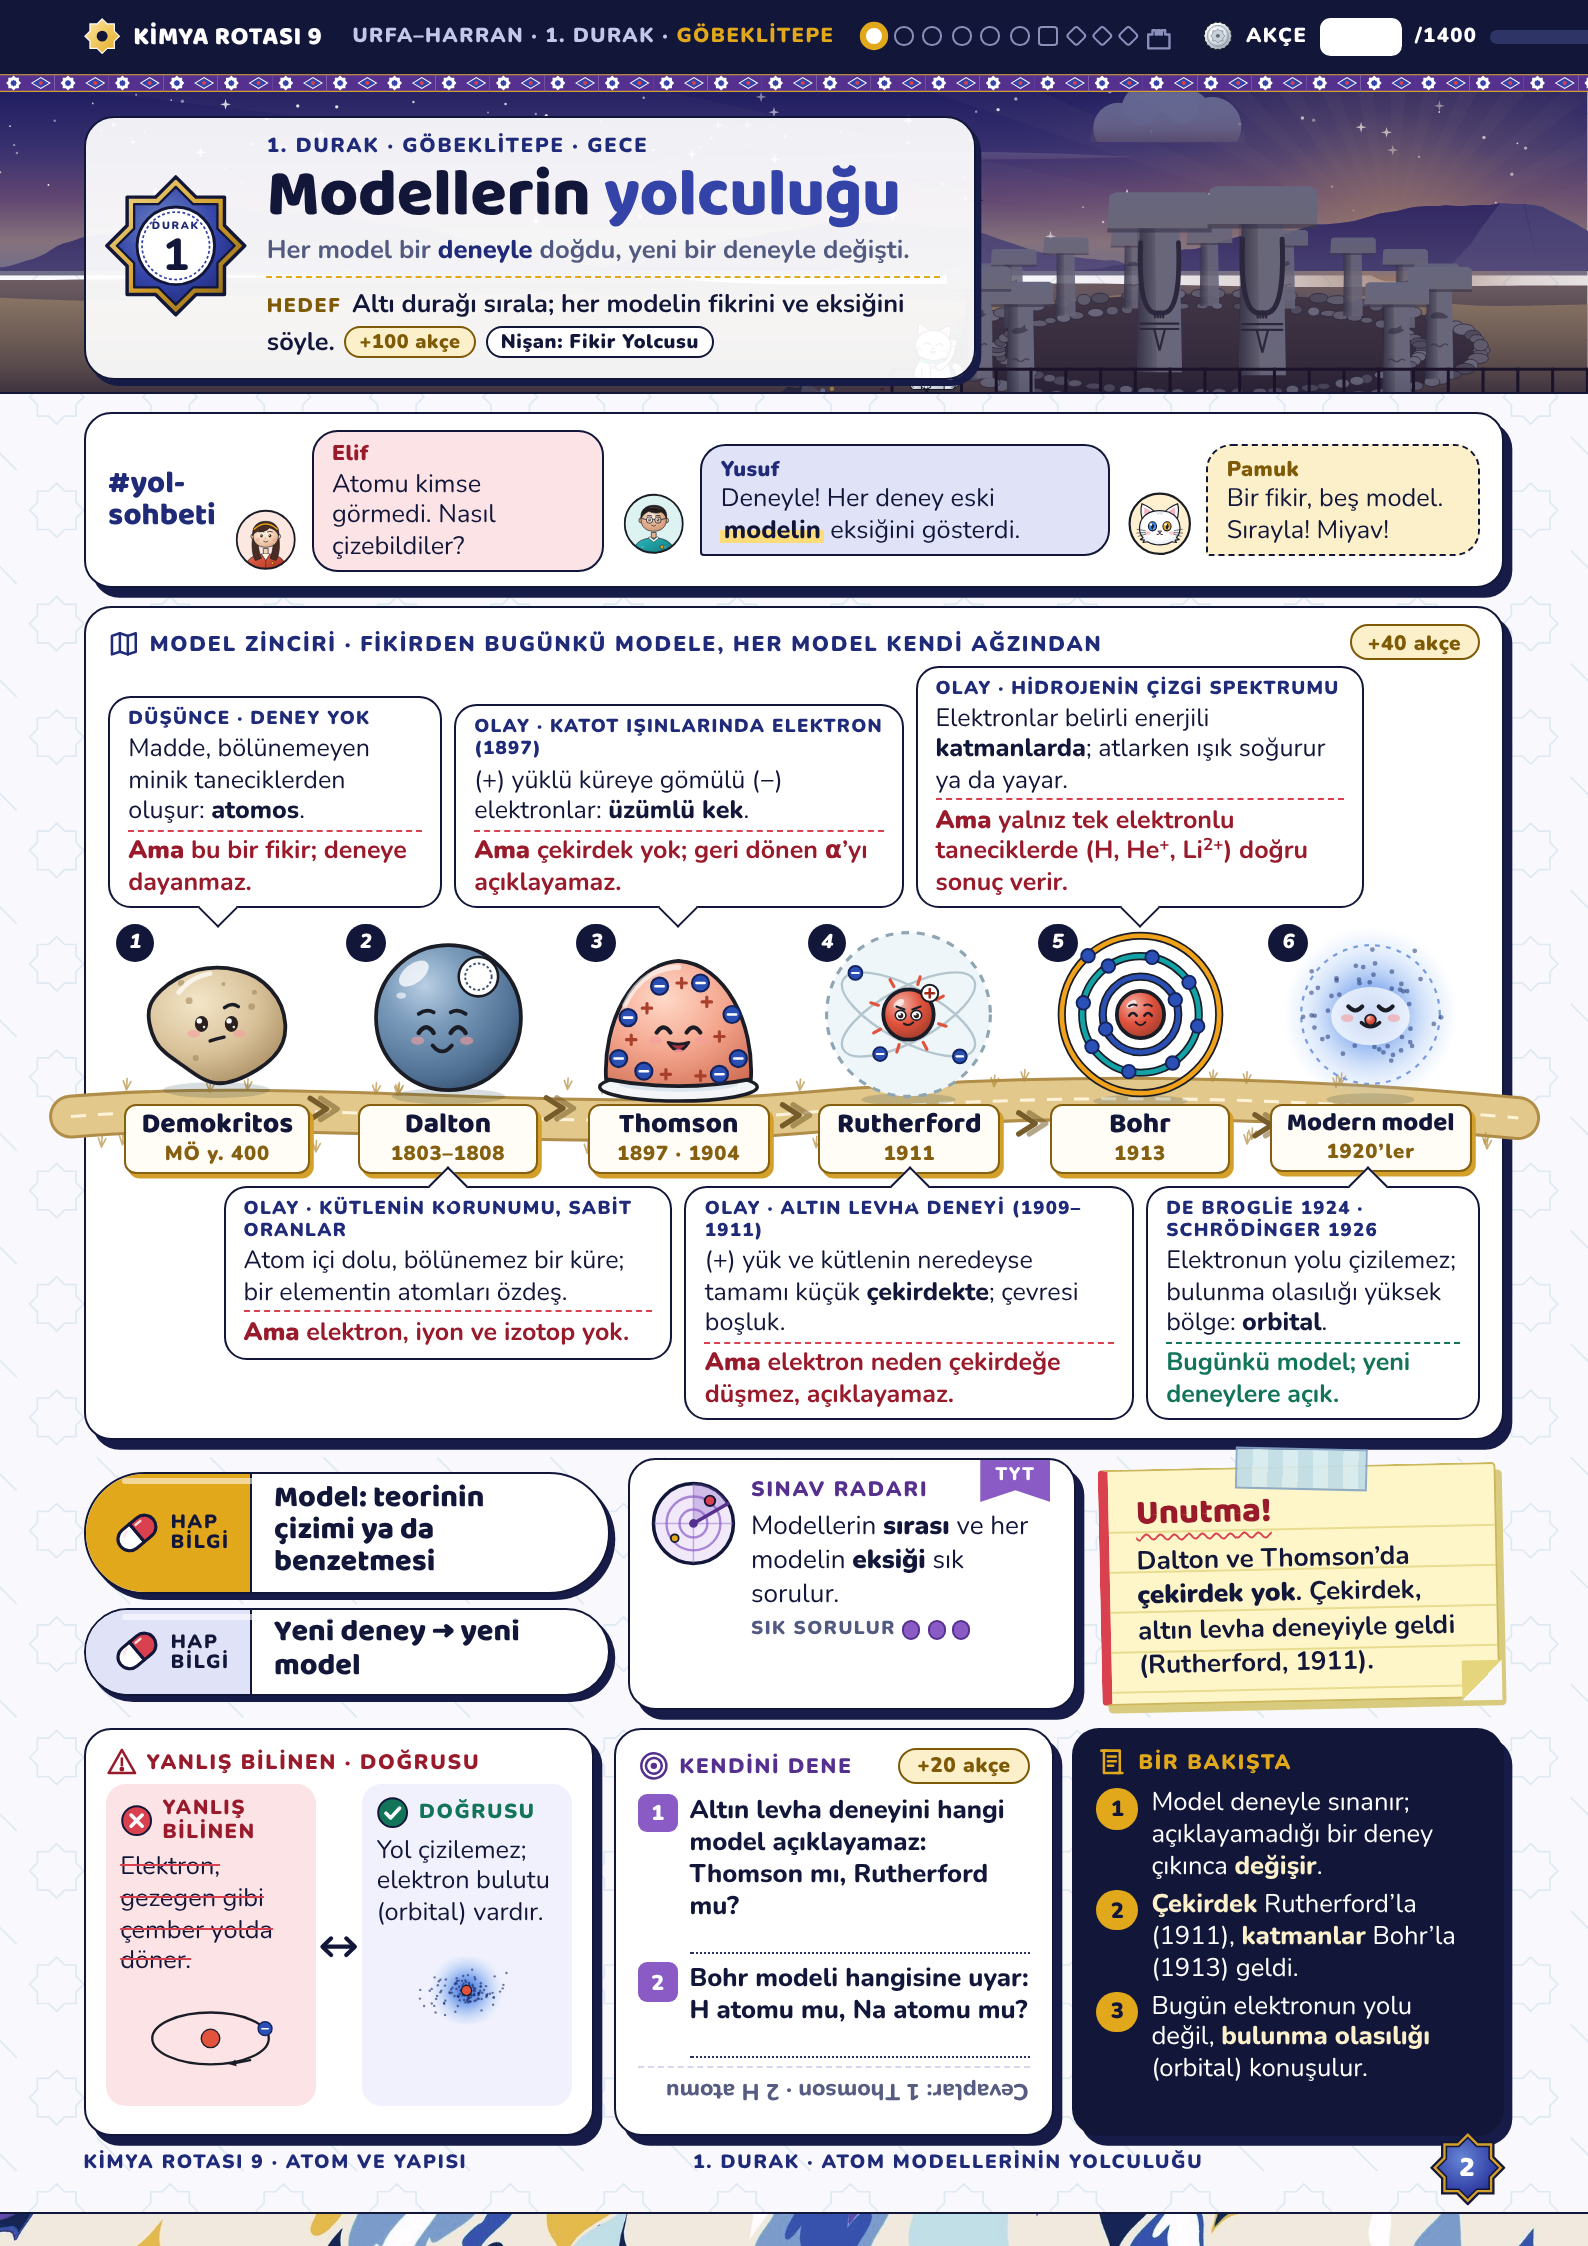 KİMYA ROTASI 9
URFA–HARRAN · 1. DURAK · GÖBEKLİTEPE
AKÇE
/1400
1. DURAK · GÖBEKLİTEPE · GECE
DURAK
1
Modellerin yolculuğu
Her model bir deneyle doğdu, yeni bir deneyle değişti.
HEDEF Altı durağı sırala; her modelin fikrini ve eksiğini
söyle. +100 akçe Nişan: Fikir Yolcusu
#yol-
sohbeti
Elif
Atomu kimse
görmedi. Nasıl
çizebildiler?
Yusuf
Deneyle! Her deney eski
modelin eksiğini gösterdi.
Pamuk
Bir fikir, beş model.
Sırayla! Miyav!
MODEL ZİNCİRİ · FİKİRDEN BUGÜNKÜ MODELE, HER MODEL KENDİ AĞZINDAN
+40 akçe
DÜŞÜNCE · DENEY YOK
Madde, bölünemeyen
minik taneciklerden
oluşur: atomos.
Ama bu bir fikir; deneye
dayanmaz.
OLAY · KATOT IŞINLARINDA ELEKTRON
(1897)
(+) yüklü küreye gömülü (−)
elektronlar: üzümlü kek.
Ama çekirdek yok; geri dönen α’yı
açıklayamaz.
OLAY · HİDROJENİN ÇİZGİ SPEKTRUMU
Elektronlar belirli enerjili
katmanlarda; atlarken ışık soğurur
ya da yayar.
Ama yalnız tek elektronlu
taneciklerde (H, He⁺, Li²⁺) doğru
sonuç verir.
1
2
3
4
5
6
Demokritos
MÖ y. 400
Dalton
1803–1808
Thomson
1897 · 1904
Rutherford
1911
Bohr
1913
Modern model
1920’ler
OLAY · KÜTLENİN KORUNUMU, SABİT
ORANLAR
Atom içi dolu, bölünemez bir küre;
bir elementin atomları özdeş.
Ama elektron, iyon ve izotop yok.
OLAY · ALTIN LEVHA DENEYİ (1909–
1911)
(+) yük ve kütlenin neredeyse
tamamı küçük çekirdekte; çevresi
boşluk.
Ama elektron neden çekirdeğe
düşmez, açıklayamaz.
DE BROGLİE 1924 ·
SCHRÖDİNGER 1926
Elektronun yolu çizilemez;
bulunma olasılığı yüksek
bölge: orbital.
Bugünkü model; yeni
deneylere açık.
HAP
BİLGİ
Model: teorinin
çizimi ya da
benzetmesi
HAP
BİLGİ
Yeni deney → yeni
model
SINAV RADARI
TYT
Modellerin sırası ve her
modelin eksiği sık
sorulur.
SIK SORULUR
Unutma!
Dalton ve Thomson’da
çekirdek yok. Çekirdek,
altın levha deneyiyle geldi
(Rutherford, 1911).
YANLIŞ BİLİNEN · DOĞRUSU
YANLIŞ
BİLİNEN
Elektron,
gezegen gibi
çember yolda
döner.
DOĞRUSU
Yol çizilemez;
elektron bulutu
(orbital) vardır.
KENDİNİ DENE
+20 akçe
1 Altın levha deneyini hangi
model açıklayamaz:
Thomson mı, Rutherford
mu?
2 Bohr modeli hangisine uyar:
H atomu mu, Na atomu mu?
Cevaplar: 1 Thomson · 2 H atomu
BİR BAKIŞTA
1 Model deneyle sınanır;
açıklayamadığı bir deney
çıkınca değişir.
2 Çekirdek Rutherford’la
(1911), katmanlar Bohr’la
(1913) geldi.
3 Bugün elektronun yolu
değil, bulunma olasılığı
(orbital) konuşulur.
KİMYA ROTASI 9 · ATOM VE YAPISI
1. DURAK · ATOM MODELLERİNİN YOLCULUĞU
2